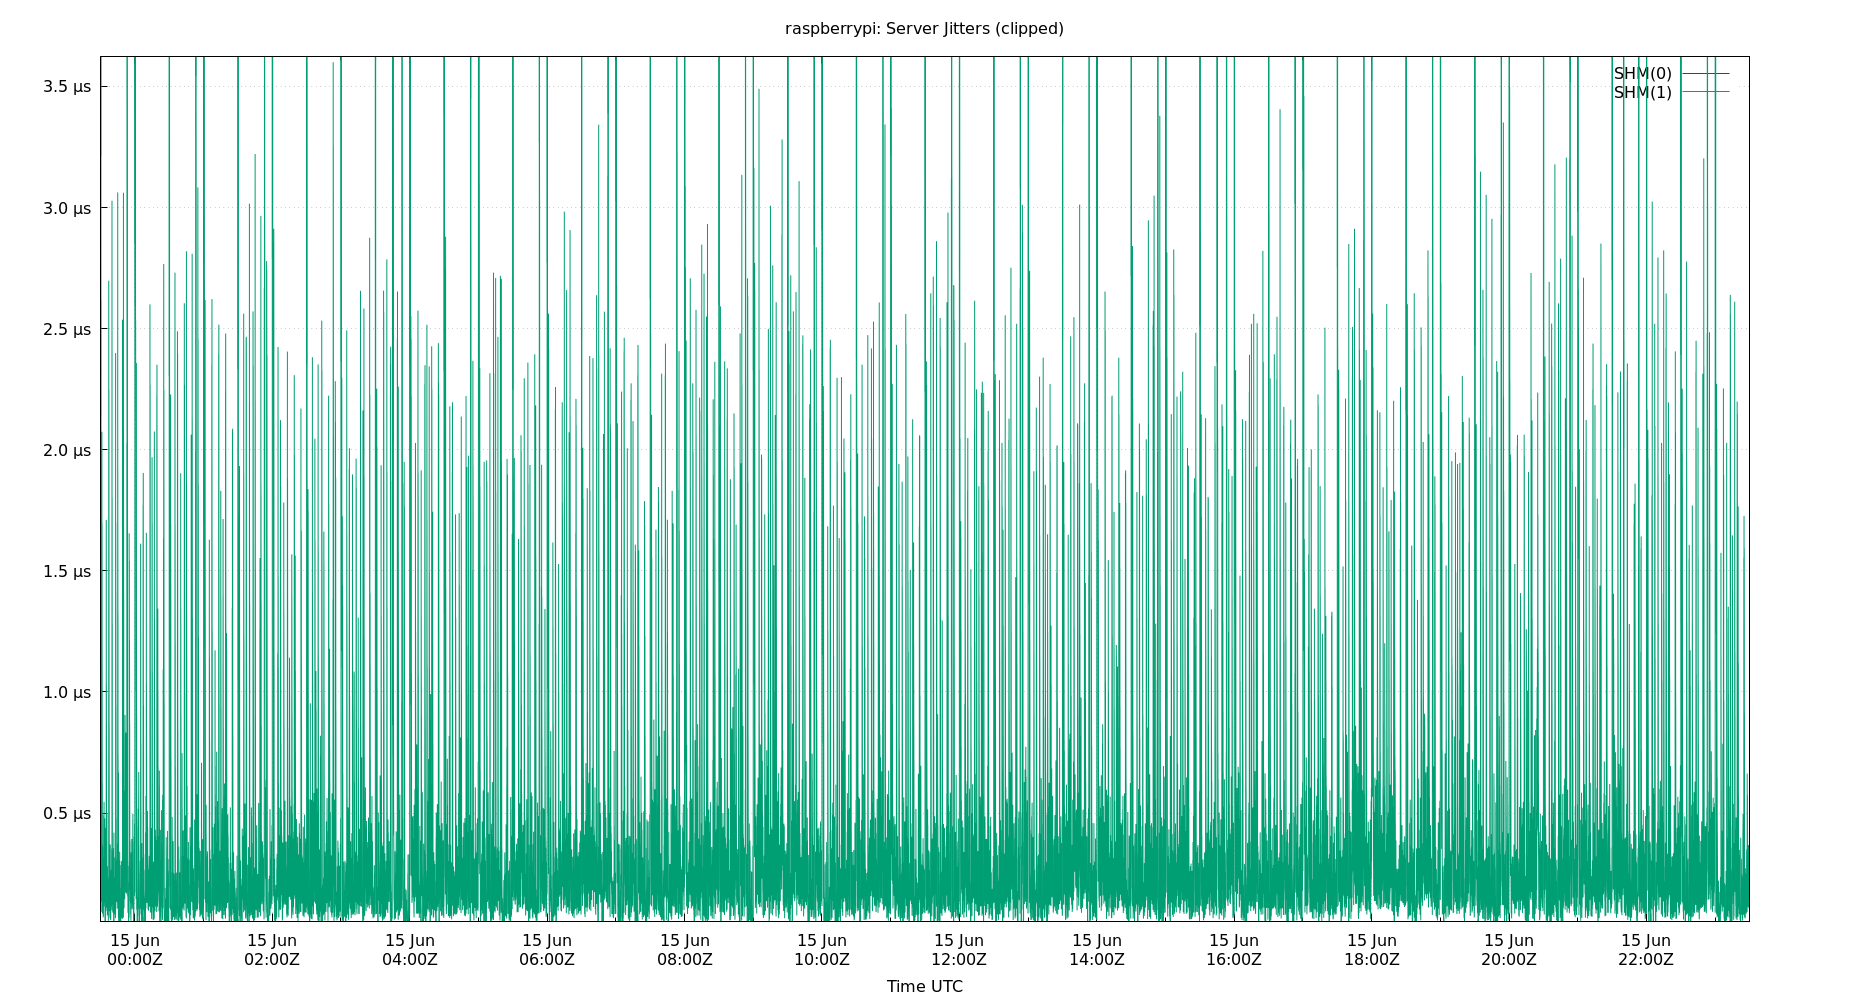 raspberrypi: Server Jitters (clipped)
SHM(0)
SHM(1)
3.5 µs
3.0 µs
2.5 µs
2.0 µs
1.5 µs
1.0 µs
0.5 µs
15 Jun 15 Jun 15 Jun 15 Jun 15 Jun 15 Jun 15 Jun 15 Jun 15 Jun 15 Jun 15 Jun 15 Jun
00:00Z 02:00Z 04:00Z 06:00Z 08:00Z 10:00Z 12:00Z 14:00Z 16:00Z 18:00Z 20:00Z 22:00Z
Time UTC